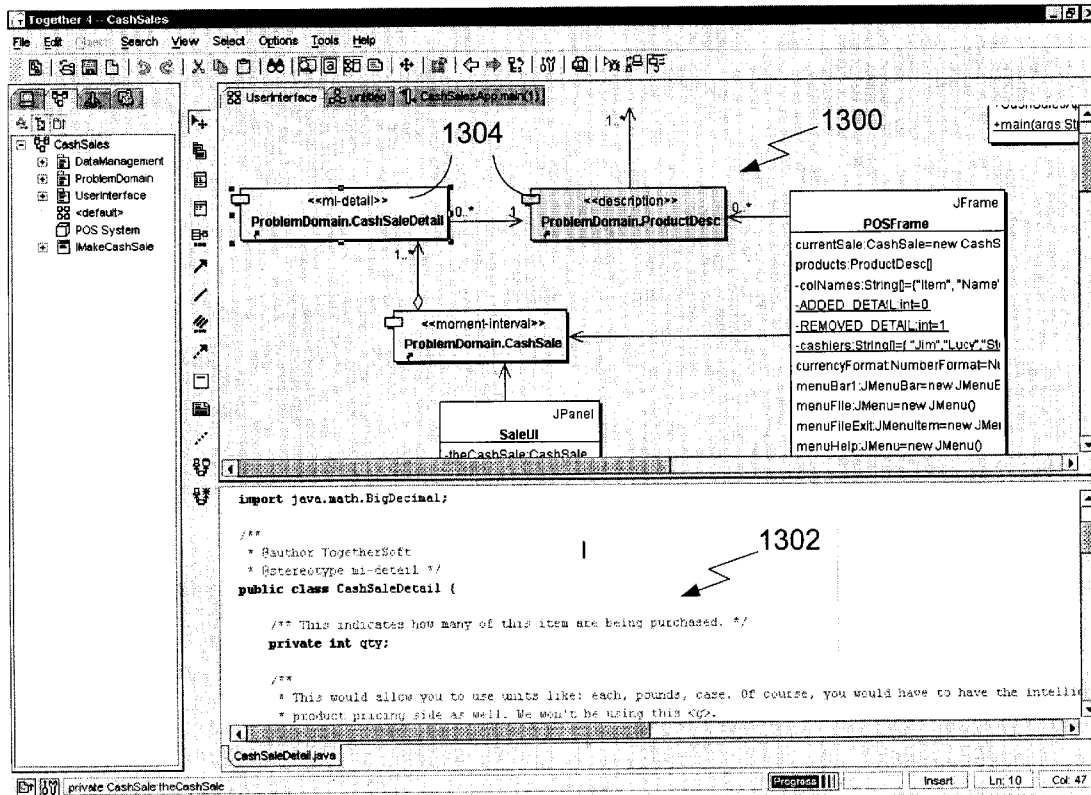 Together 4 -- CashSales
File Edit Object Search View Select Options Tools Help
UserInterface untitled CashSalesApp.main(1)
CashSales
DataManagement
ProblemDomain
UserInterface
<default>
POS System
IMakeCashSale
1304
1300
1..*
+main(args:St
<<mi-detail>>
ProblemDomain.CashSaleDetail
0..*
1
<<description>>
ProblemDomain.ProductDesc
0..*
1..*
<<moment-interval>>
ProblemDomain.CashSale
JPanel
SaleUI
-theCashSale:CashSale
JFrame
POSFrame
currentSale:CashSale=new CashS
products:ProductDesc[]
-colNames:String[]={"Item", "Name"
-ADDED_DETAIL:int=0
-REMOVED_DETAIL:int=1
-cashiers:String[]={ "Jim","Lucy","St
currencyFormat:NumberFormat=Nu
menuBar1:JMenuBar=new JMenuB
menuFile:JMenu=new JMenu()
menuFileExit:JMenuItem=new JMe
menuHelp:JMenu=new JMenu()
import java.math.BigDecimal;
/**
* @author TogetherSoft
* @stereotype mi-detail */
public class CashSaleDetail {
1302
/** This indicates how many of this item are being purchased. */
private int qty;
/**
* This would allow you to use units like: each, pounds, case. Of course, you would have to have the intellig
* product pricing side as well. We won't be using this <g>.
CashSaleDetail.java
private CashSale theCashSale
Progress
Insert
Ln: 10
Col: 47